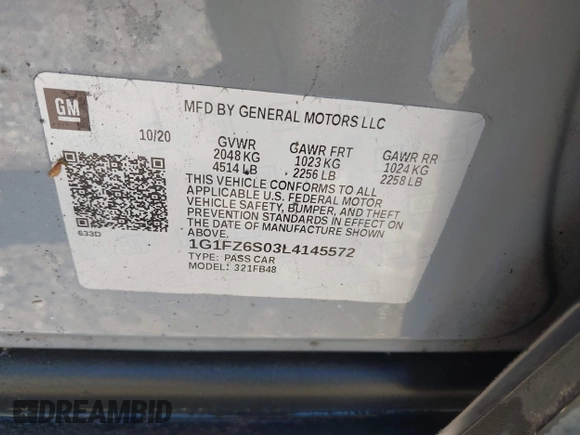 GM
MFD BY GENERAL MOTORS LLC
10/20
GVWR
2048 KG
4514 LB
GAWR FRT
1023 KG
2256 LB
GAWR RR
1024 KG
2258 LB
THIS VEHICLE CONFORMS TO ALL
APPLICABLE U.S. FEDERAL MOTOR
VEHICLE SAFETY, BUMPER, AND THEFT
PREVENTION STANDARDS IN EFFECT ON
THE DATE OF MANUFACTURE SHOWN
ABOVE.
633D
1G1FZ6S03L4145572
TYPE: PASS CAR
MODEL: 321FB48
DREAMBID